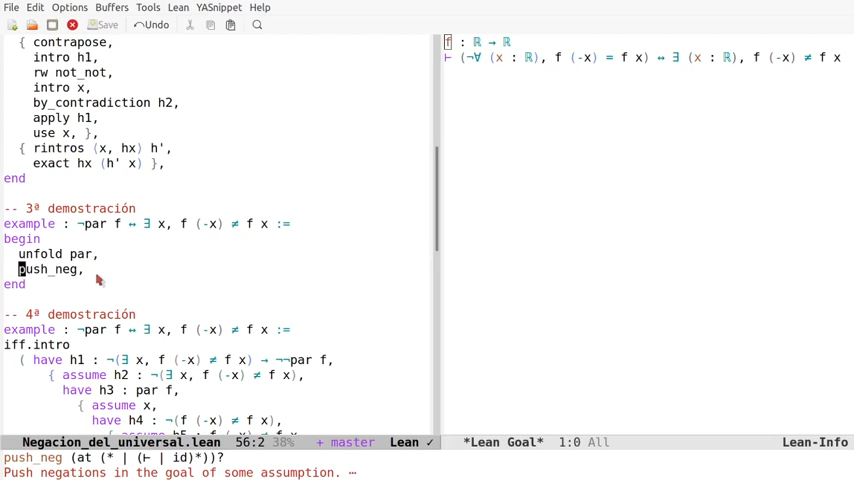 File Edit Options Buffers Tools Lean YASnippet Help
Save Undo
{ contrapose,
intro h1,
rw not_not,
intro x,
by_contradiction h2,
apply h1,
use x, },
{ rintros ⟨x, hx⟩ h',
exact hx (h' x) },
end
-- 3ª demostración
example : ¬par f ↔ ∃ x, f (-x) ≠ f x :=
begin
unfold par,
push_neg,
end
-- 4ª demostración
example : ¬par f ↔ ∃ x, f (-x) ≠ f x :=
iff.intro
( have h1 : ¬(∃ x, f (-x) ≠ f x) → ¬¬par f,
{ assume h2 : ¬(∃ x, f (-x) ≠ f x),
have h3 : par f,
{ assume x,
have h4 : ¬(f (-x) ≠ f x),
{ assume h5 : f (-x) ≠ f x
Negacion_del_universal.lean 56:2 38% + master Lean ✓
f : ℝ → ℝ
⊢ (¬∀ (x : ℝ), f (-x) = f x) ↔ ∃ (x : ℝ), f (-x) ≠ f x
*Lean Goal* 1:0 All Lean-Info
push_neg (at (* | (⊢ | id)*))?
Push negations in the goal of some assumption. ⋯